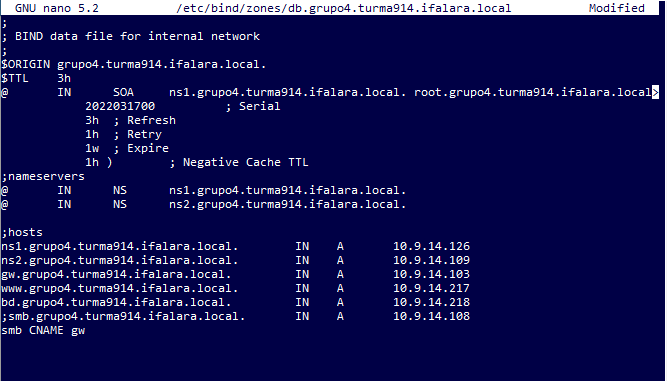 GNU nano 5.2 /etc/bind/zones/db.grupo4.turma914.ifalara.local Modified
;
; BIND data file for internal network
;
$ORIGIN grupo4.turma914.ifalara.local.
$TTL 3h
@ IN SOA ns1.grupo4.turma914.ifalara.local. root.grupo4.turma914.ifalara.local>
2022031700 ; Serial
3h ; Refresh
1h ; Retry
1w ; Expire
1h ) ; Negative Cache TTL
;nameservers
@ IN NS ns1.grupo4.turma914.ifalara.local.
@ IN NS ns2.grupo4.turma914.ifalara.local.
;hosts
ns1.grupo4.turma914.ifalara.local. IN A 10.9.14.126
ns2.grupo4.turma914.ifalara.local. IN A 10.9.14.109
gw.grupo4.turma914.ifalara.local. IN A 10.9.14.103
www.grupo4.turma914.ifalara.local. IN A 10.9.14.217
bd.grupo4.turma914.ifalara.local. IN A 10.9.14.218
;smb.grupo4.turma914.ifalara.local. IN A 10.9.14.108
smb CNAME gw